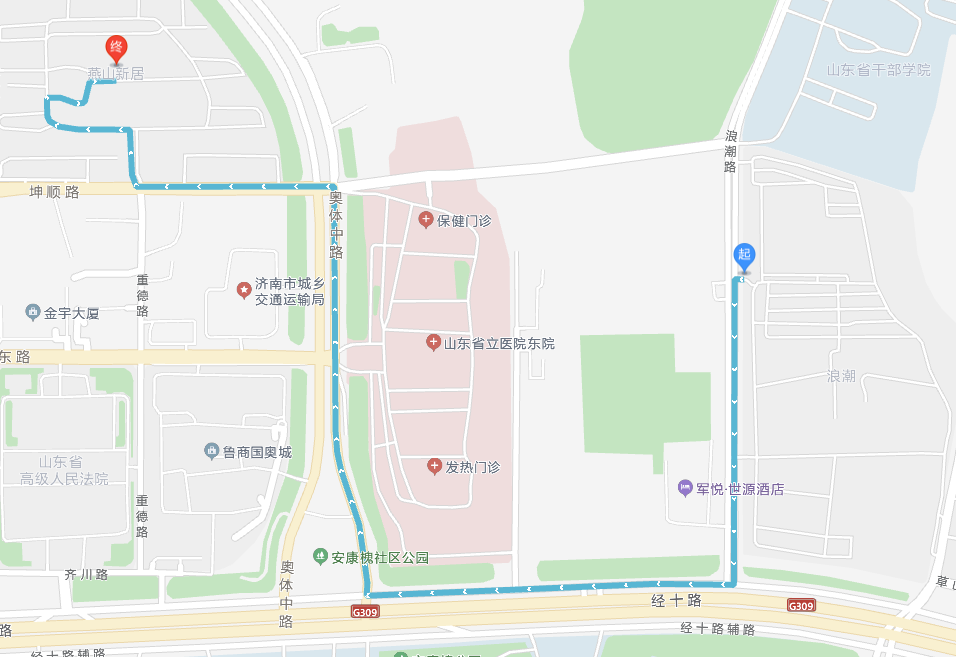 终
燕山新居
山东省干部学院
浪潮路
坤顺路
奥体中路
保健门诊
起
济南市城乡
交通运输局
重德路
金宇大厦
山东省立医院东院
东路
浪潮
鲁商国奥城
山东省
高级人民法院
发热门诊
军悦·世源酒店
重德路
安康槐社区公园
齐川路
奥体中路
G309
经十路
G309
草山
路
经十路辅路
经十路辅路